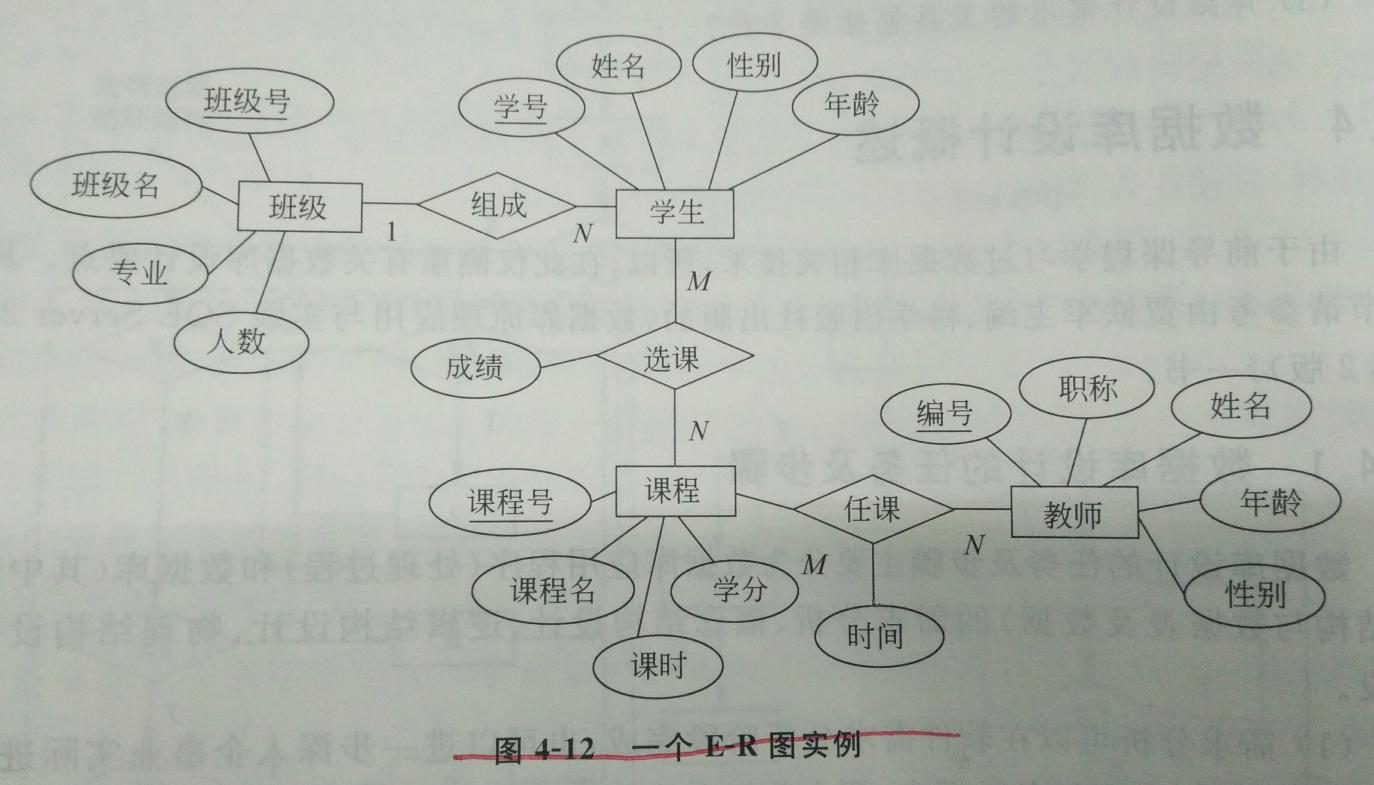 姓名
性别
班级号
学号
年龄
班级名
班级
组成
学生
1
N
专业
M
人数
成绩
选课
职称
编号
姓名
N
课程号
课程
任课
教师
年龄
N
课程名
学分
M
性别
时间
课时
图 4-12 一个 E-R 图实例